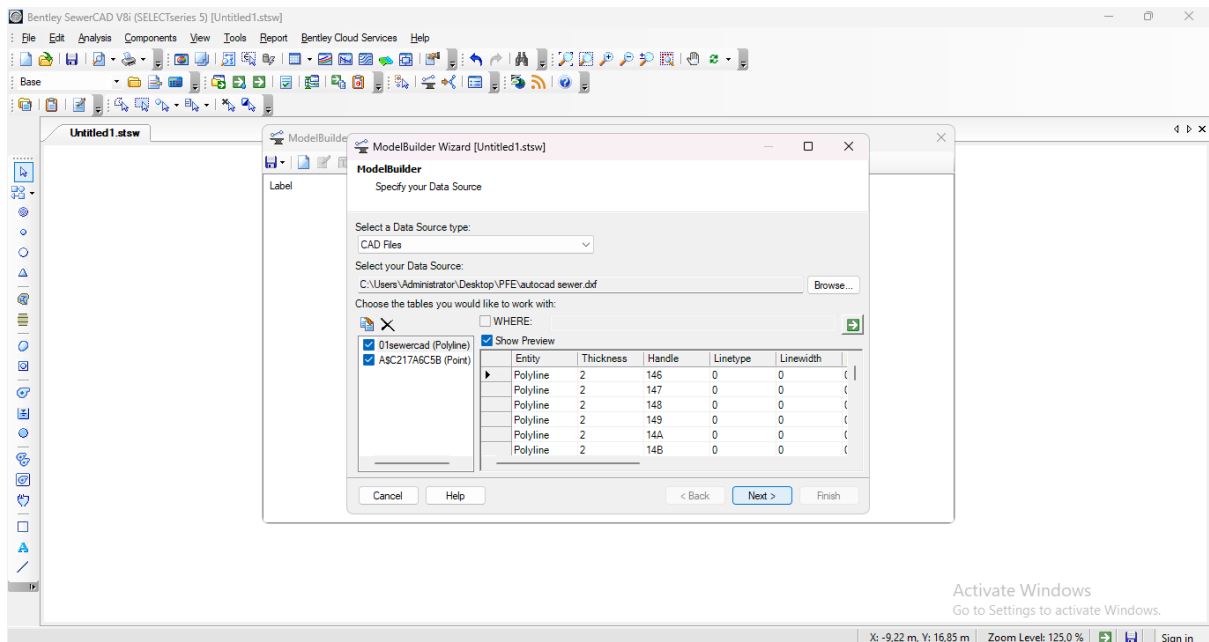 Bentley SewerCAD V8i (SELECTseries 5) [Untitled1.stsw]
File Edit Analysis Components View Tools Report Bentley Cloud Services Help
Base
Untitled1.stsw
ModelBuilde
Label
ModelBuilder Wizard [Untitled1.stsw]
ModelBuilder
Specify your Data Source
Select a Data Source type:
CAD Files
Select your Data Source:
C:\Users\Administrator\Desktop\PFE\autocad sewer.dxf
Browse...
Choose the tables you would like to work with:
WHERE:
Show Preview
01sewercad (Polyline)
A$C217A6C5B (Point)
Entity Thickness Handle Linetype Linewidth
Polyline 2 146 0 0
Polyline 2 147 0 0
Polyline 2 148 0 0
Polyline 2 149 0 0
Polyline 2 14A 0 0
Polyline 2 14B 0 0
Cancel Help < Back Next > Finish
Activate Windows
Go to Settings to activate Windows.
X: -9,22 m, Y: 16,85 m Zoom Level: 125,0 % Sign in